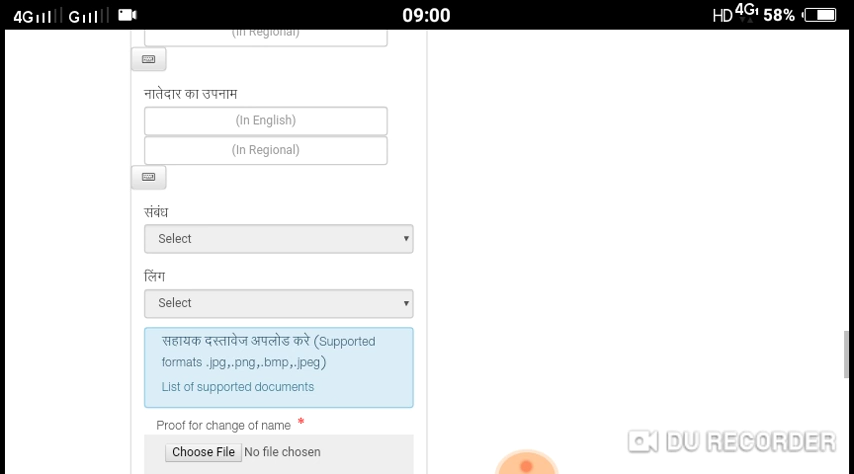 4G G 09:00 HD 4G 58%
(In Regional)
नातेदार का उपनाम
(In English)
(In Regional)
संबंध
Select
लिंग
Select
सहायक दस्तावेज अपलोड करे (Supported
formats .jpg,.png,.bmp,.jpeg)
List of supported documents
Proof for change of name *
Choose File No file chosen
DU RECORDER